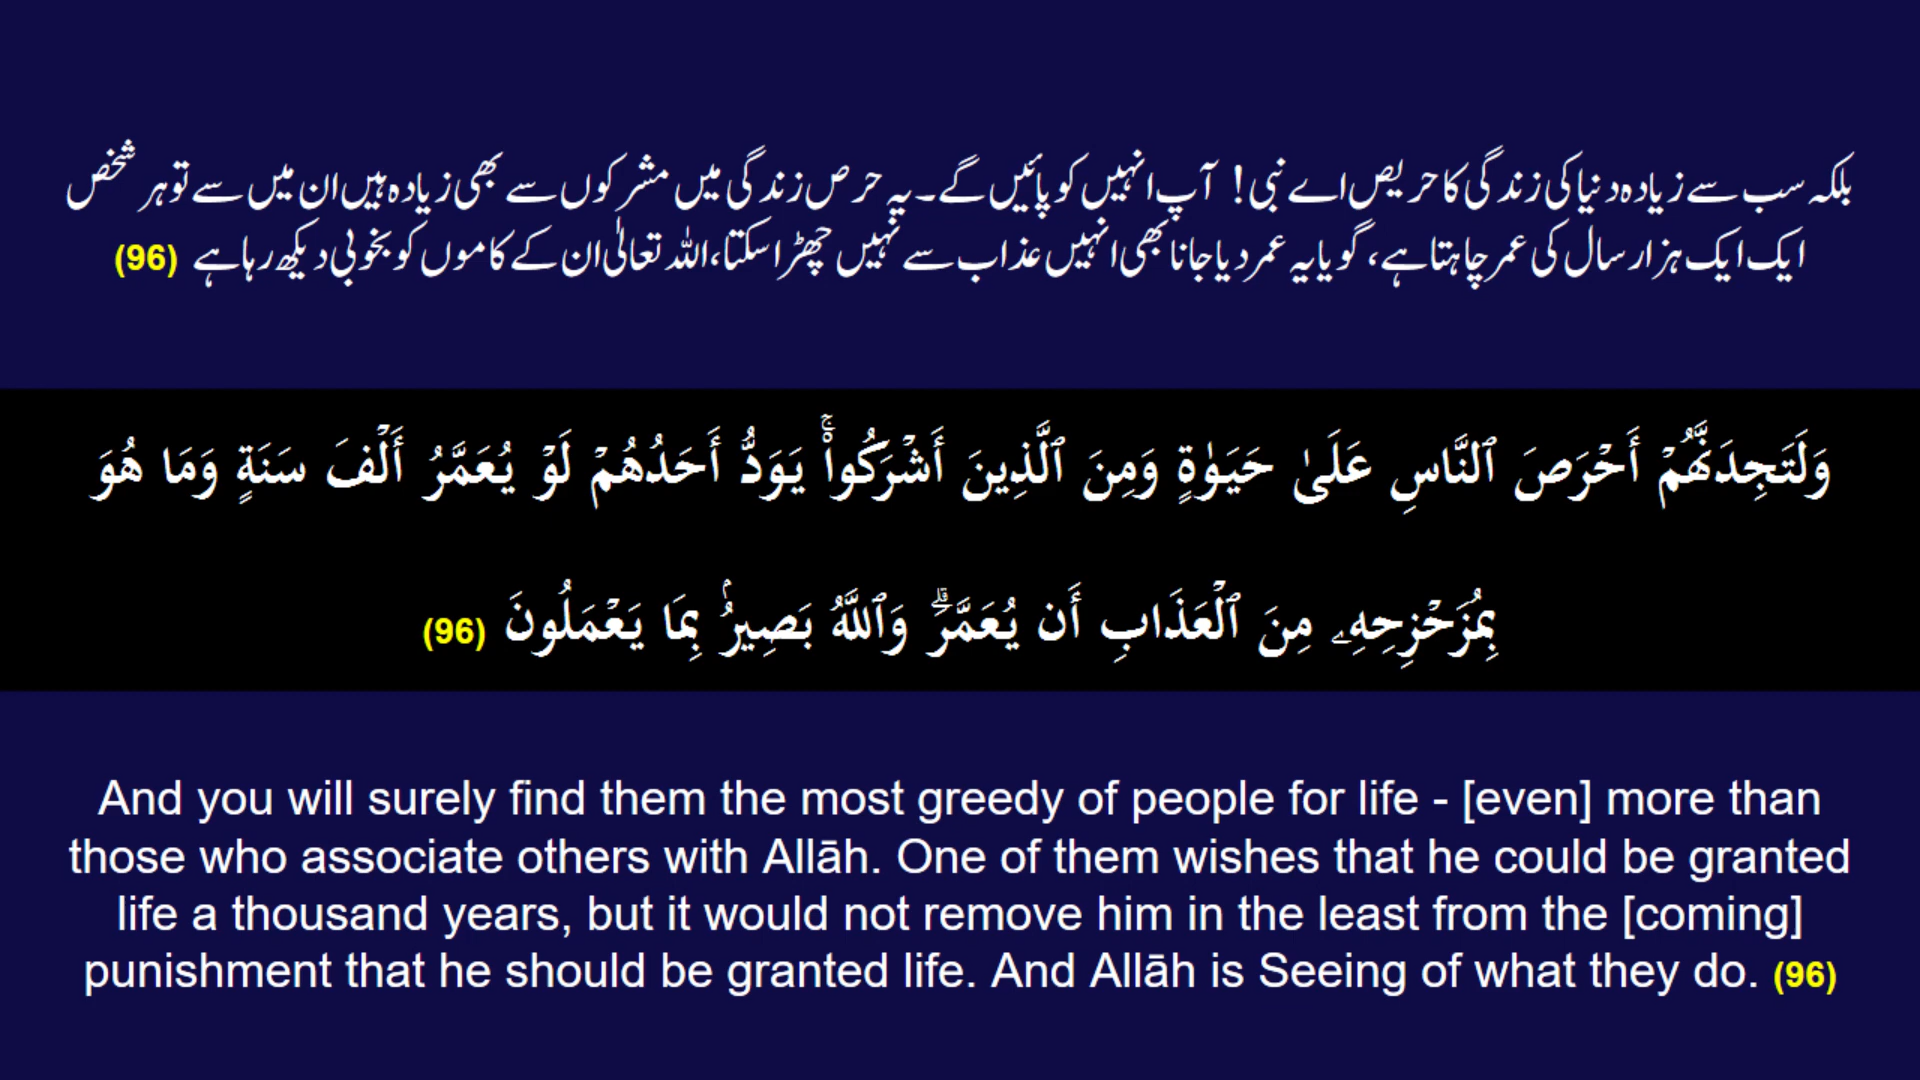 بلکہ سب سے زیادہ دنیا کی زندگی کا حریص اے نبی! آپ انہیں کو پائیں گے۔ یہ حرص زندگی میں مشرکوں سے بھی زیادہ ہیں ان میں سے تو ہر شخص
ایک ایک ہزار سال کی عمر چاہتا ہے، گویا یہ عمر دیا جانا بھی انہیں عذاب سے نہیں چھڑا سکتا، اللہ تعالیٰ ان کے کاموں کو بخوبی دیکھ رہا ہے (96)
وَلَتَجِدَنَّهُمۡ أَحۡرَصَ ٱلنَّاسِ عَلَىٰ حَيَوٰةٖ وَمِنَ ٱلَّذِينَ أَشۡرَكُواْۚ يَوَدُّ أَحَدُهُمۡ لَوۡ يُعَمَّرُ أَلۡفَ سَنَةٖ وَمَا هُوَ
بِمُزَحۡزِحِهِۦ مِنَ ٱلۡعَذَابِ أَن يُعَمَّرَۗ وَٱللَّهُ بَصِيرُۢ بِمَا يَعۡمَلُونَ (96)
And you will surely find them the most greedy of people for life - [even] more than
those who associate others with Allāh. One of them wishes that he could be granted
life a thousand years, but it would not remove him in the least from the [coming]
punishment that he should be granted life. And Allāh is Seeing of what they do. (96)